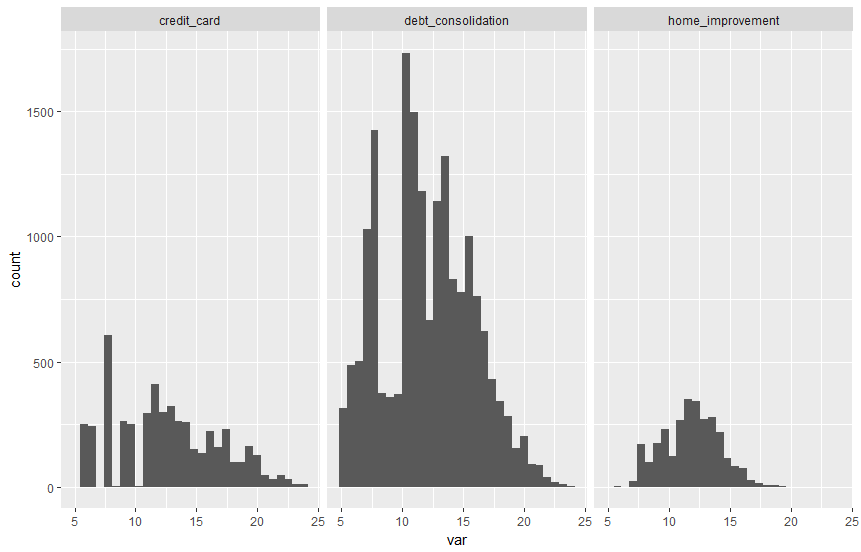 credit_card debt_consolidation home_improvement
1500
1000
500
0
count
5 10 15 20 25 5 10 15 20 25 5 10 15 20 25
var